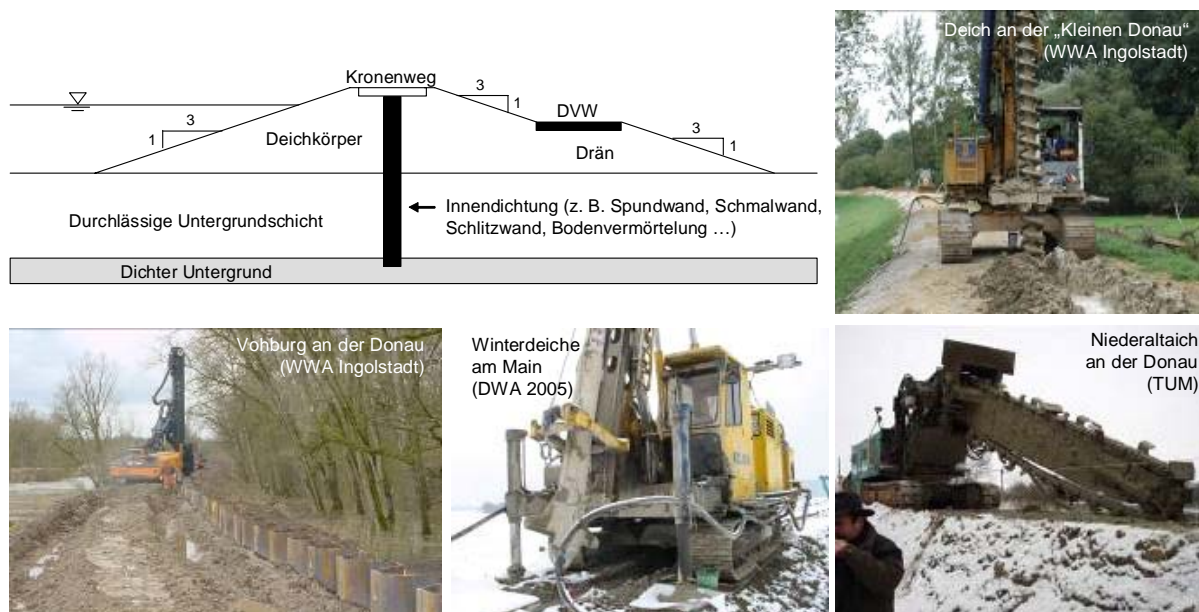 Kronenweg
3
1
DVW
3
1
3
1
Deichkörper
Drän
Durchlässige Untergrundschicht
Innendichtung (z. B. Spundwand, Schmalwand,
Schlitzwand, Bodenvermörtelung ...)
Dichter Untergrund
Deich an der „Kleinen Donau“
(WWA Ingolstadt)
Vohburg an der Donau
(WWA Ingolstadt)
Winterdeiche
am Main
(DWA 2005)
Niederaltaich
an der Donau
(TUM)